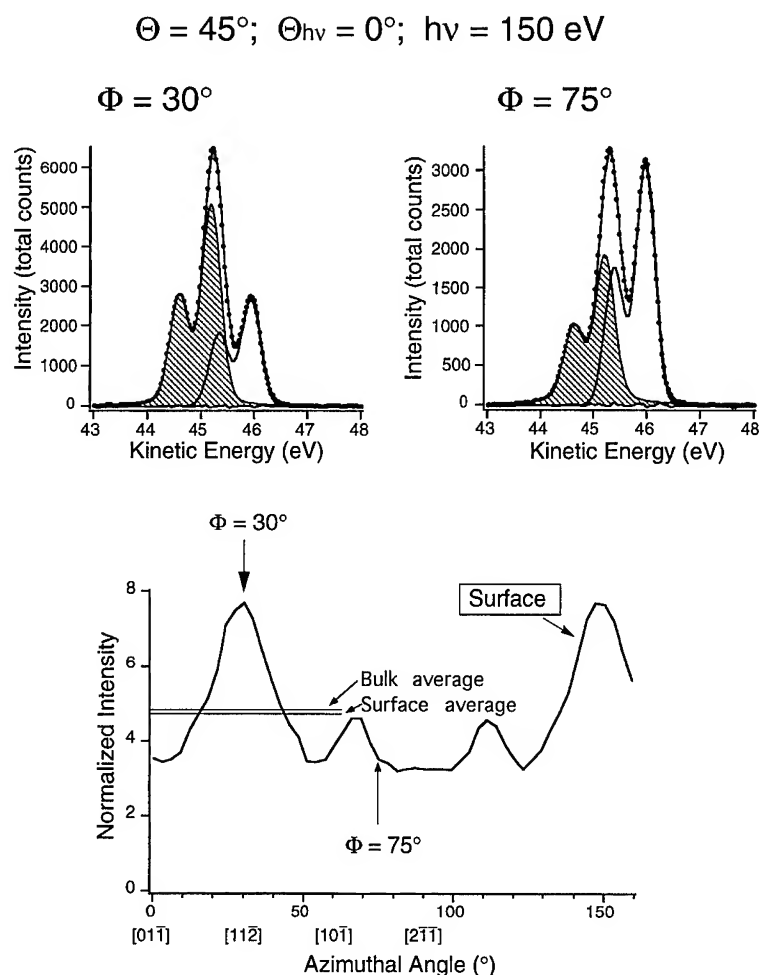 Θ = 45°; Θhν = 0°; hν = 150 eV
Φ = 30°
Φ = 75°
Intensity (total counts)
6000
5000
4000
3000
2000
1000
0
43 44 45 46 47 48
Kinetic Energy (eV)
Intensity (total counts)
3000
2500
2000
1500
1000
500
0
43 44 45 46 47 48
Kinetic Energy (eV)
Φ = 30°
Surface
Bulk average
Surface average
Φ = 75°
Normalized Intensity
8
6
4
2
0
0 50 100 150
[011̅] [112̅] [101̅] [21̅1̅]
Azimuthal Angle (°)